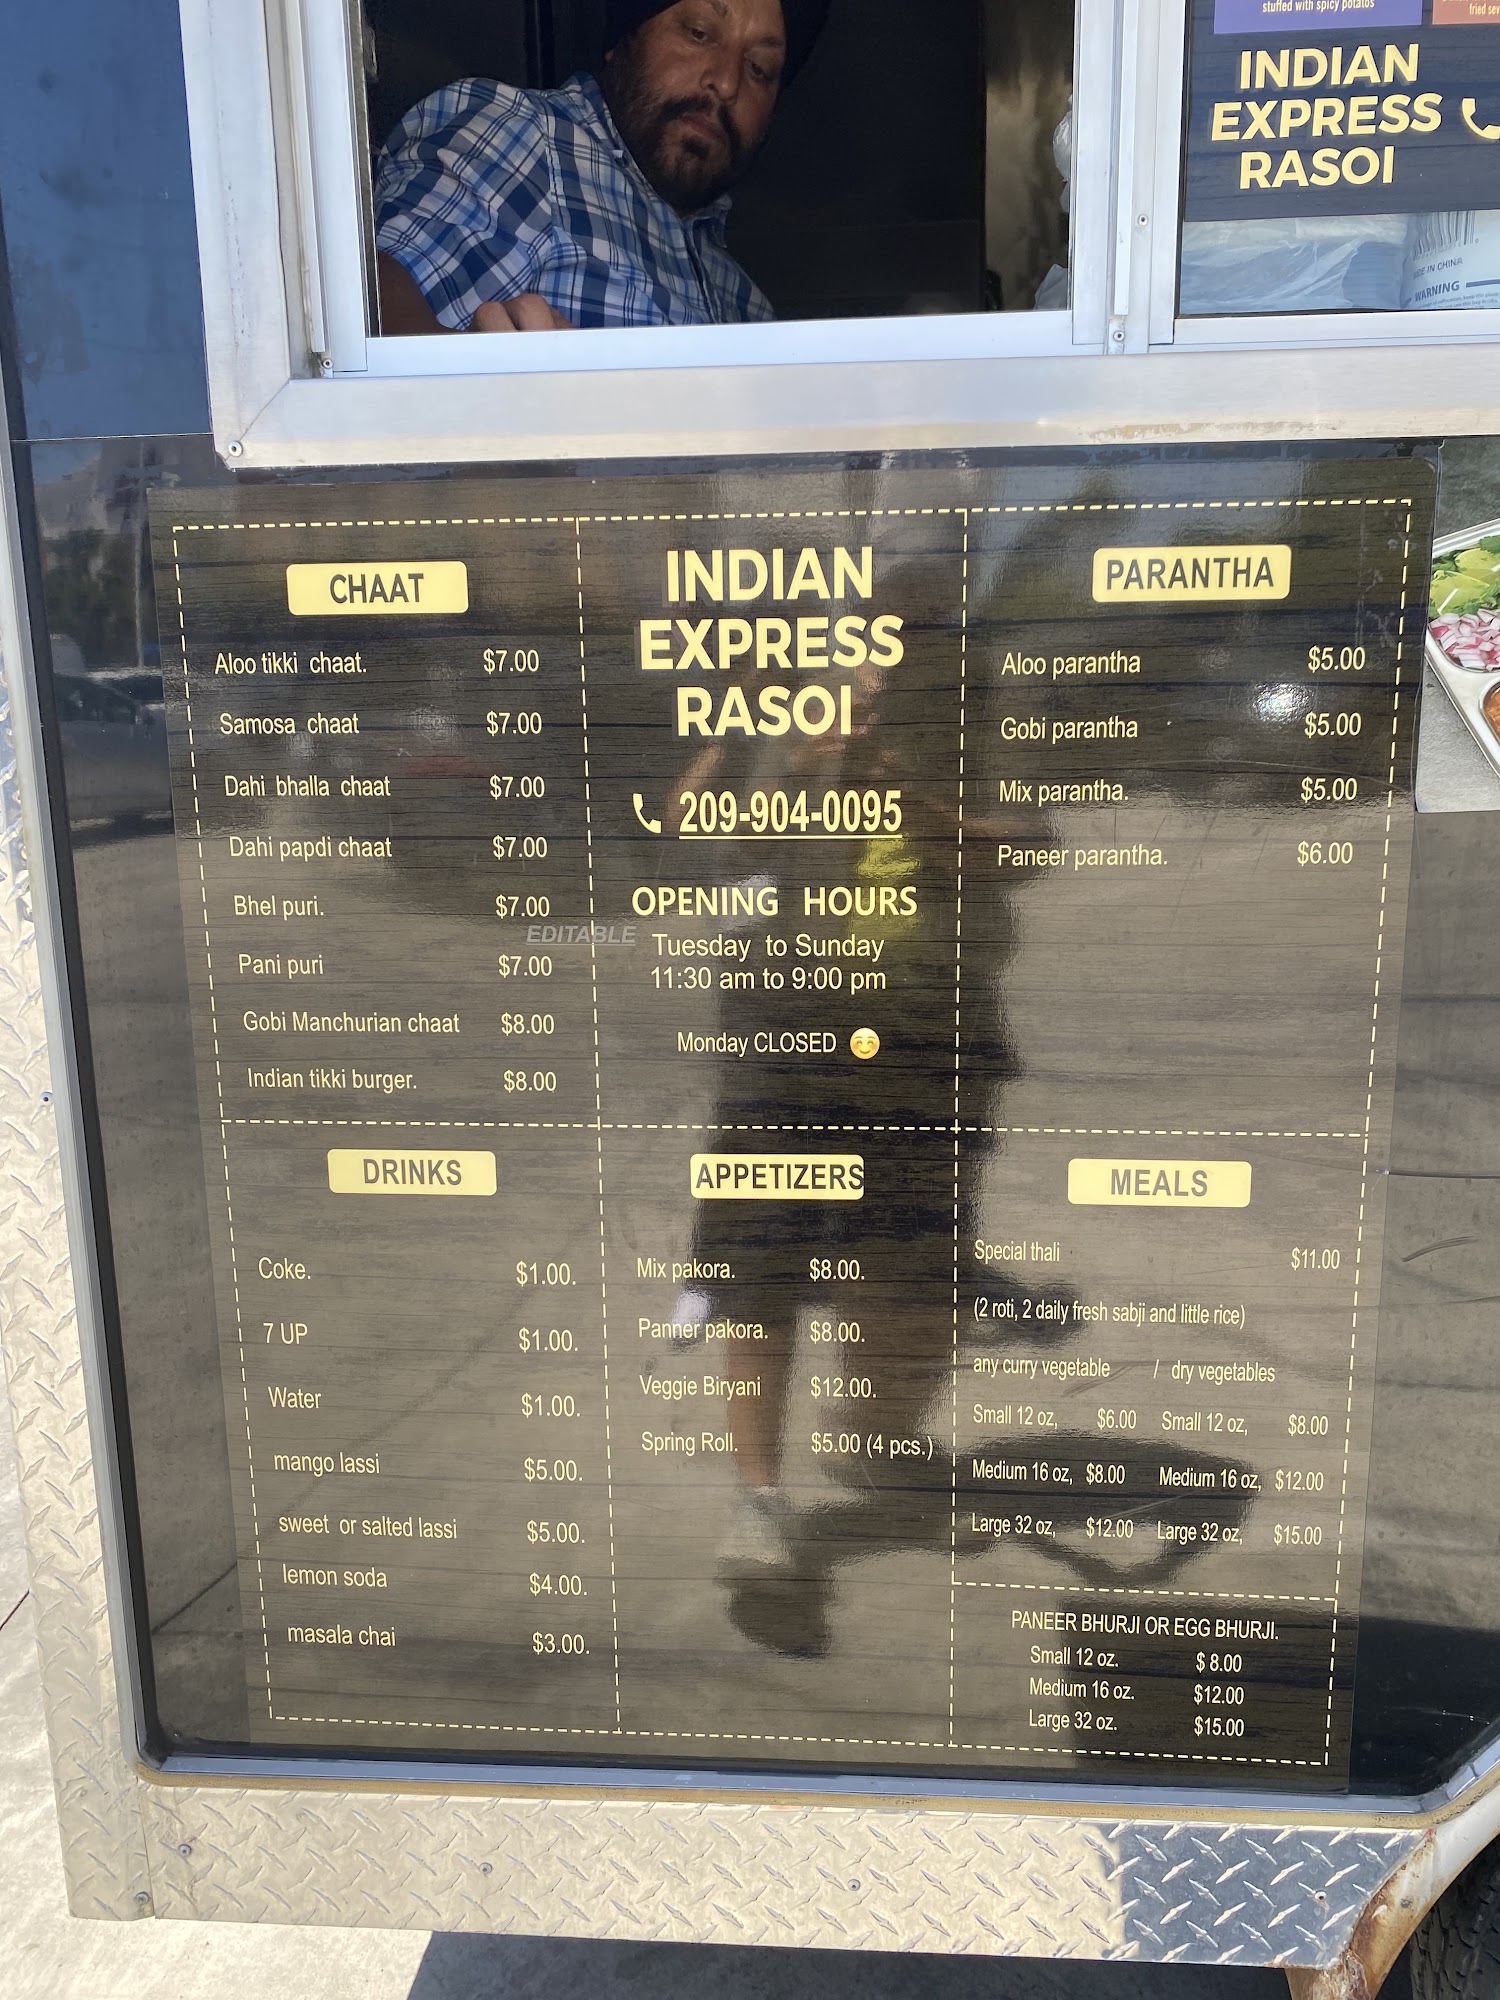 stuffed with spicy potatos
fried sev
INDIAN
EXPRESS
RASOI
MADE IN CHINA
WARNING
CHAAT
Aloo tikki chaat. $7.00
Samosa chaat $7.00
Dahi bhalla chaat $7.00
Dahi papdi chaat $7.00
Bhel puri. $7.00
Pani puri $7.00
Gobi Manchurian chaat $8.00
Indian tikki burger. $8.00
INDIAN
EXPRESS
RASOI
209-904-0095
OPENING HOURS
EDITABLE
Tuesday to Sunday
11:30 am to 9:00 pm
Monday CLOSED ☺️
PARANTHA
Aloo parantha $5.00
Gobi parantha $5.00
Mix parantha. $5.00
Paneer parantha. $6.00
DRINKS
Coke. $1.00.
7 UP $1.00.
Water $1.00.
mango lassi $5.00.
sweet or salted lassi $5.00.
lemon soda $4.00.
masala chai $3.00.
APPETIZERS
Mix pakora. $8.00.
Panner pakora. $8.00.
Veggie Biryani $12.00.
Spring Roll. $5.00 (4 pcs.)
MEALS
Special thali $11.00
(2 roti, 2 daily fresh sabji and little rice)
any curry vegetable / dry vegetables
Small 12 oz, $6.00 Small 12 oz, $8.00
Medium 16 oz, $8.00 Medium 16 oz, $12.00
Large 32 oz, $12.00 Large 32 oz, $15.00
PANEER BHURJI OR EGG BHURJI.
Small 12 oz. $ 8.00
Medium 16 oz. $12.00
Large 32 oz. $15.00